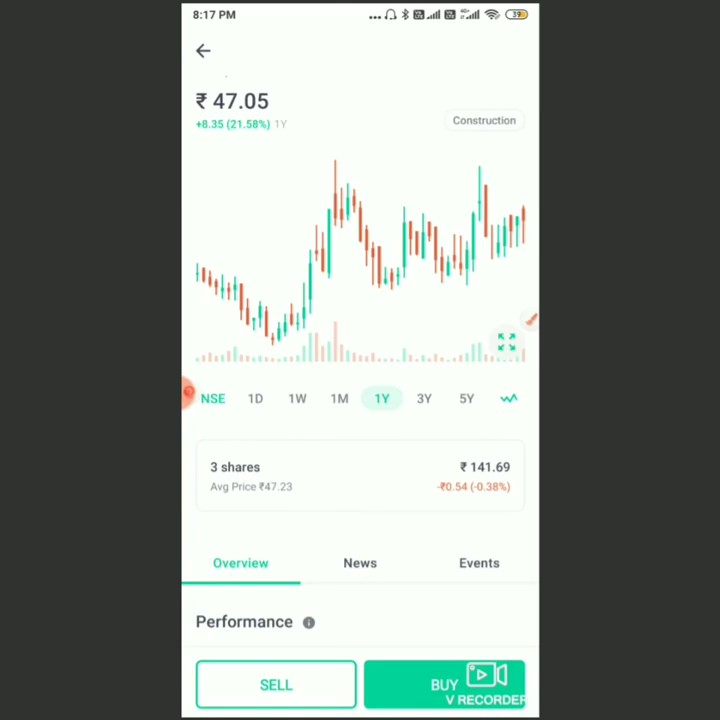 8:17 PM
39
₹ 47.05
+8.35 (21.58%) 1Y
Construction
NSE 1D 1W 1M 1Y 3Y 5Y
3 shares ₹ 141.69
Avg Price ₹47.23 -₹0.54 (-0.38%)
Overview News Events
Performance
SELL BUY
V RECORDER